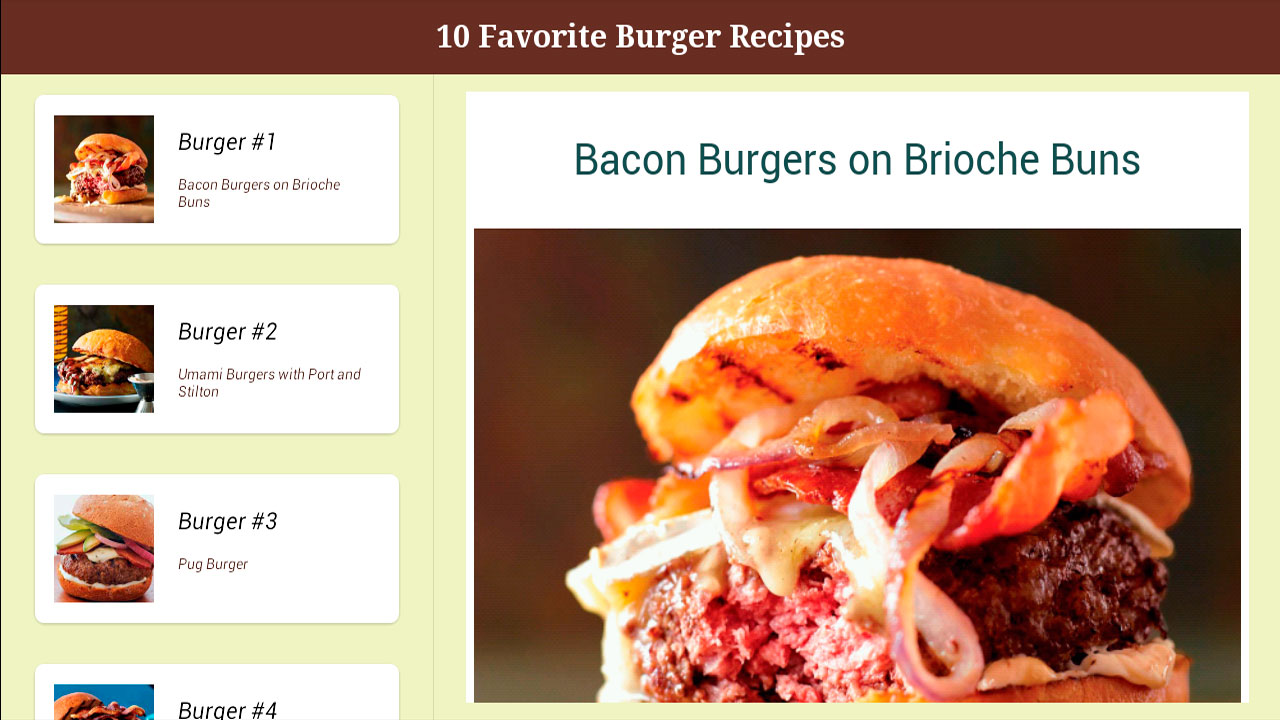 10 Favorite Burger Recipes
Burger #1
Bacon Burgers on Brioche
Buns
Burger #2
Umami Burgers with Port and
Stilton
Burger #3
Pug Burger
Burger #4
Bacon Burgers on Brioche Buns